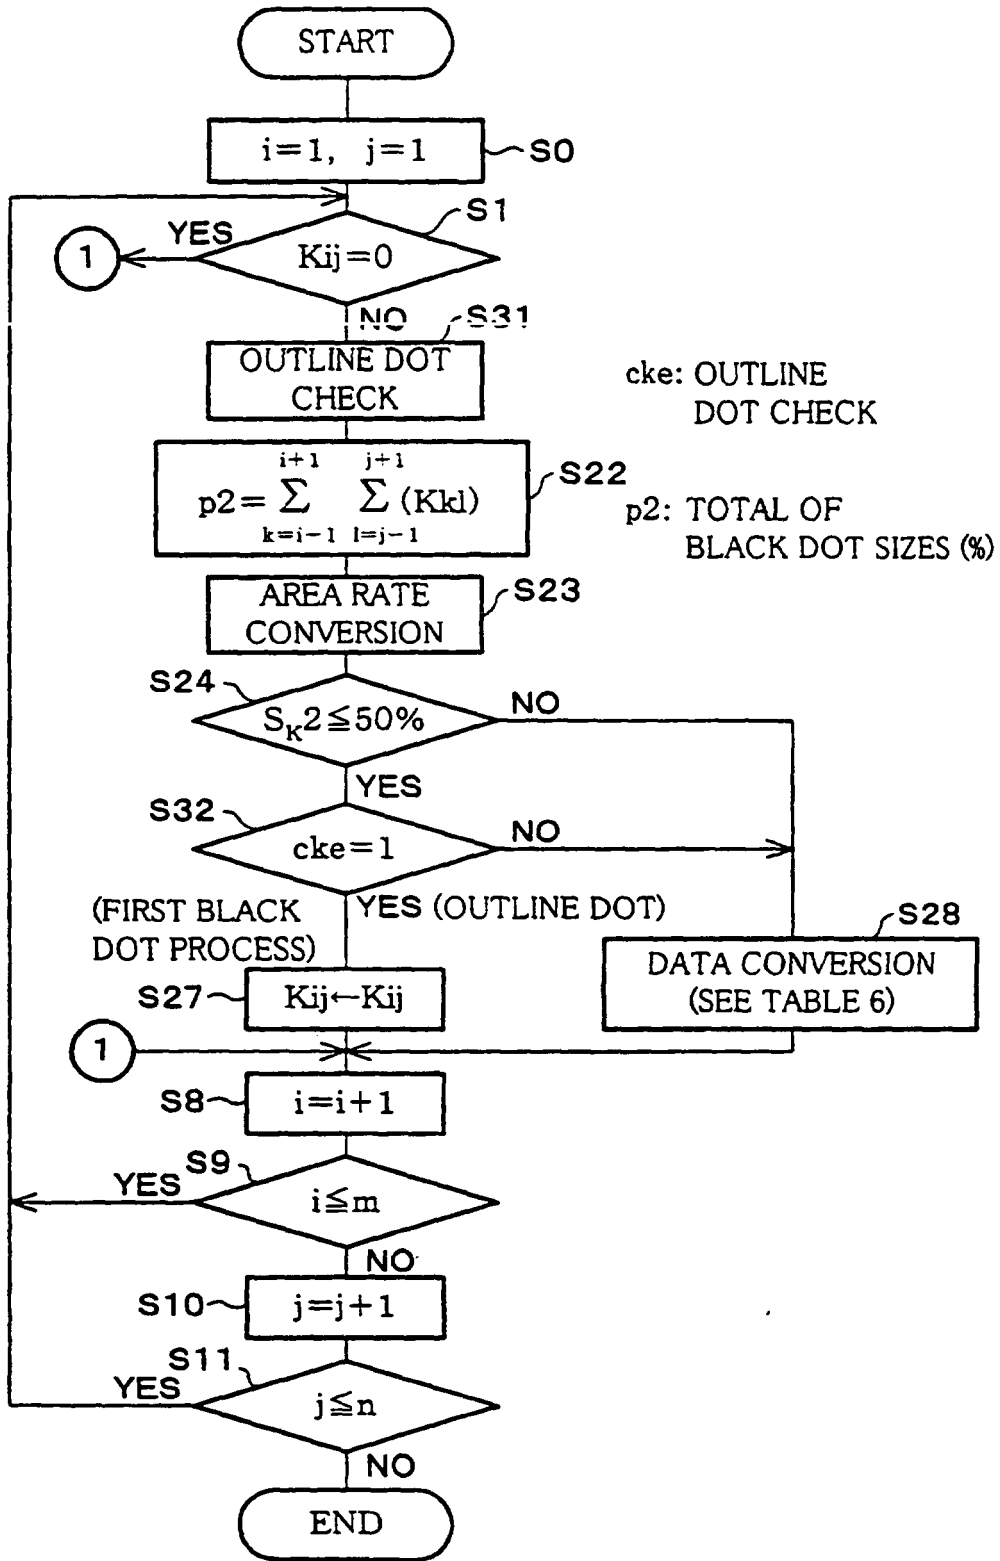 START
i=1, j=1
S0
S1
YES
1
Kij=0
NO
S31
OUTLINE DOT
CHECK
cke: OUTLINE
DOT CHECK
i+1 j+1
p2=Σ Σ(Kkl)
k=i-1 l=j-1
S22
p2: TOTAL OF
BLACK DOT SIZES (%)
AREA RATE
CONVERSION
S23
S24
NO
SK2≦50%
YES
S32
NO
cke=1
(FIRST BLACK
DOT PROCESS)
YES (OUTLINE DOT)
S28
DATA CONVERSION
(SEE TABLE 6)
S27
Kij←Kij
1
S8
i=i+1
S9
YES
i≦m
NO
S10
j=j+1
S11
YES
j≦n
NO
END